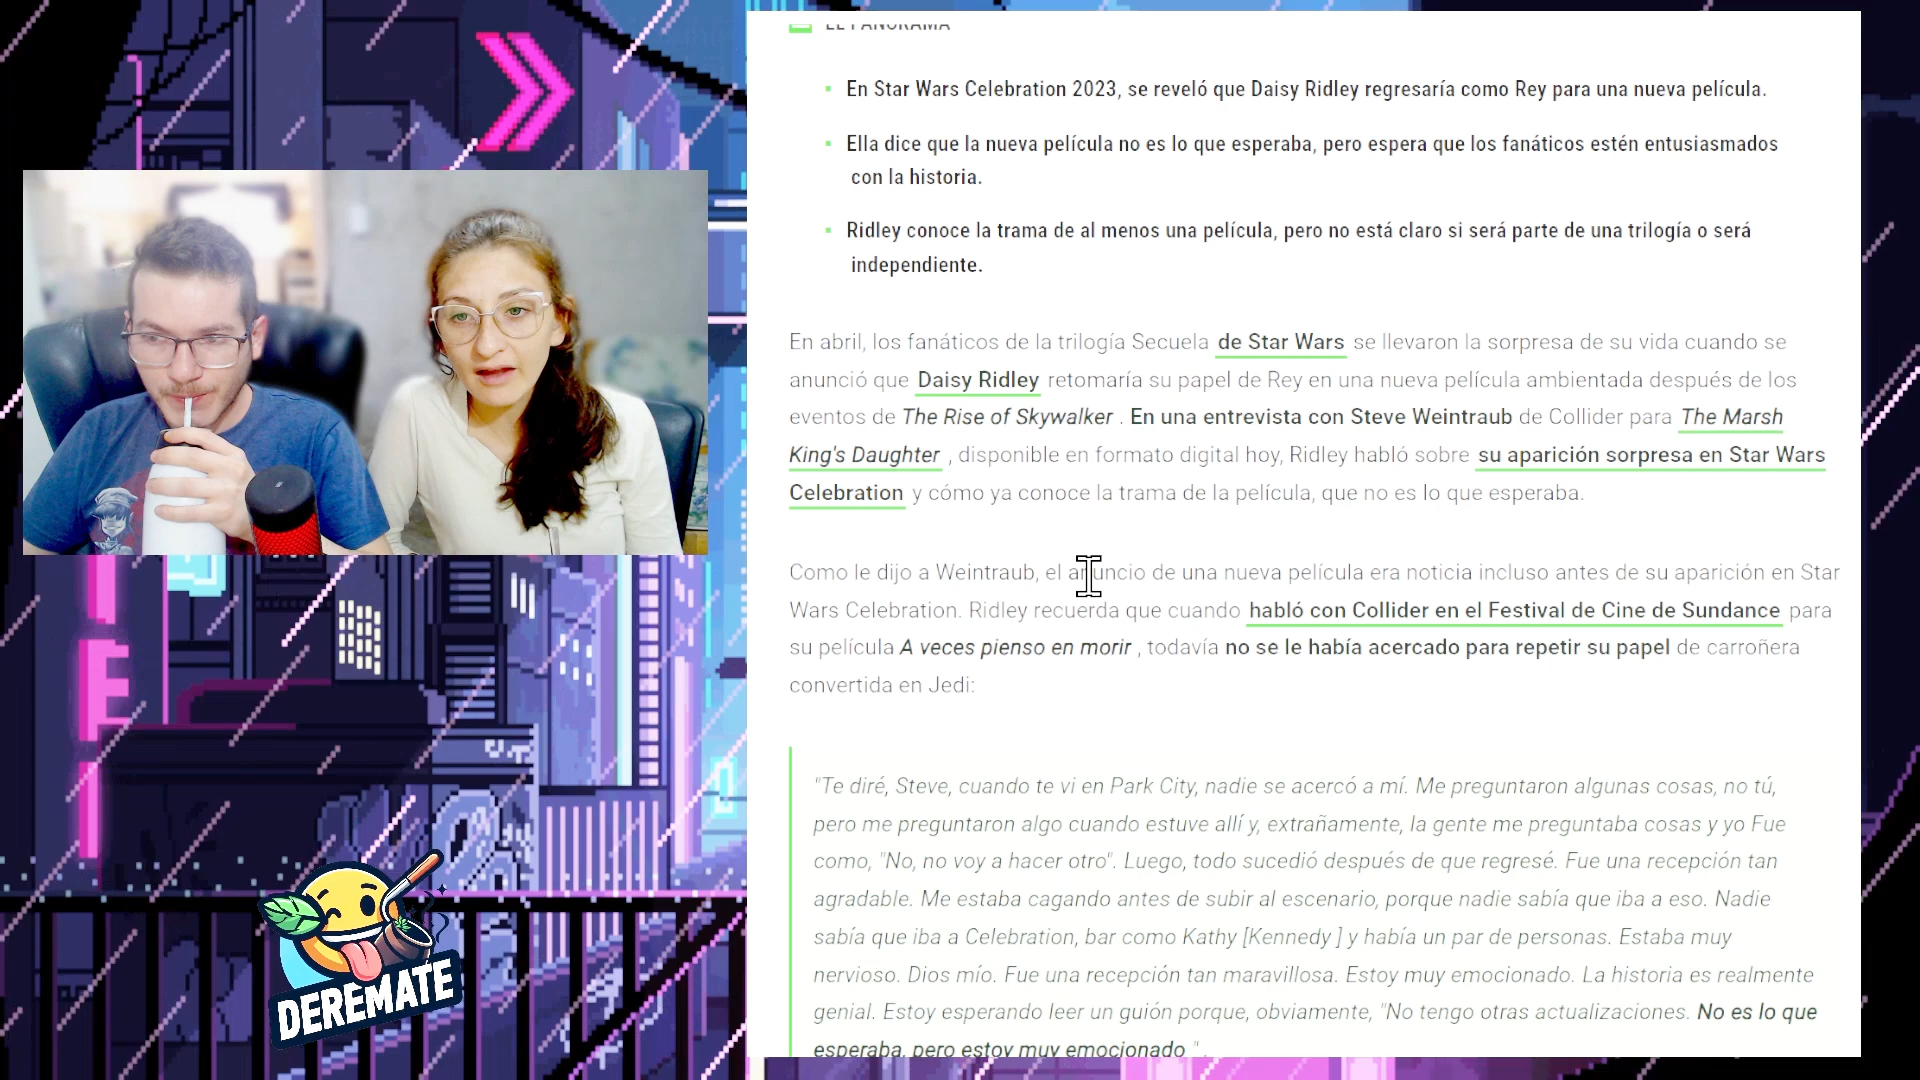 EL PANORAMA
En Star Wars Celebration 2023, se reveló que Daisy Ridley regresaría como Rey para una nueva película.
Ella dice que la nueva película no es lo que esperaba, pero espera que los fanáticos estén entusiasmados
con la historia.
Ridley conoce la trama de al menos una película, pero no está claro si será parte de una trilogía o será
independiente.
En abril, los fanáticos de la trilogía Secuela de Star Wars se llevaron la sorpresa de su vida cuando se
anunció que Daisy Ridley retomaría su papel de Rey en una nueva película ambientada después de los
eventos de The Rise of Skywalker . En una entrevista con Steve Weintraub de Collider para The Marsh
King's Daughter , disponible en formato digital hoy, Ridley habló sobre su aparición sorpresa en Star Wars
Celebration y cómo ya conoce la trama de la película, que no es lo que esperaba.
Como le dijo a Weintraub, el anuncio de una nueva película era noticia incluso antes de su aparición en Star
Wars Celebration. Ridley recuerda que cuando habló con Collider en el Festival de Cine de Sundance para
su película A veces pienso en morir , todavía no se le había acercado para repetir su papel de carroñera
convertida en Jedi:
"Te diré, Steve, cuando te vi en Park City, nadie se acercó a mí. Me preguntaron algunas cosas, no tú,
pero me preguntaron algo cuando estuve allí y, extrañamente, la gente me preguntaba cosas y yo Fue
como, "No, no voy a hacer otro". Luego, todo sucedió después de que regresé. Fue una recepción tan
agradable. Me estaba cagando antes de subir al escenario, porque nadie sabía que iba a eso. Nadie
sabía que iba a Celebration, bar como Kathy [Kennedy ] y había un par de personas. Estaba muy
nervioso. Dios mío. Fue una recepción tan maravillosa. Estoy muy emocionado. La historia es realmente
genial. Estoy esperando leer un guión porque, obviamente, "No tengo otras actualizaciones. No es lo que
esperaba, pero estoy muy emocionado ".
DEREMATE